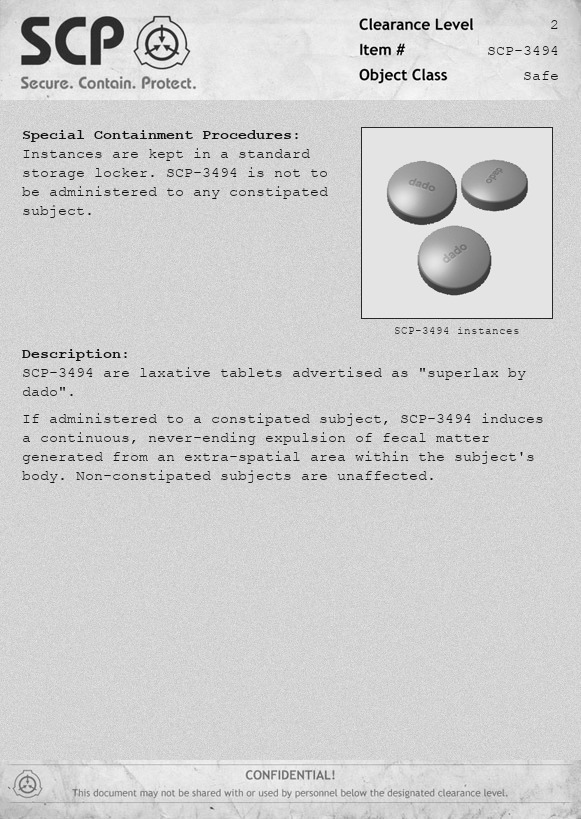 SCP
Secure. Contain. Protect.
Clearance Level 2
Item # SCP-3494
Object Class Safe
Special Containment Procedures:
Instances are kept in a standard
storage locker. SCP-3494 is not to
be administered to any constipated
subject.
dado
dado
dado
SCP-3494 instances
Description:
SCP-3494 are laxative tablets advertised as "superlax by
dado".
If administered to a constipated subject, SCP-3494 induces
a continuous, never-ending expulsion of fecal matter
generated from an extra-spatial area within the subject's
body. Non-constipated subjects are unaffected.
CONFIDENTIAL!
This document may not be shared with or used by personnel below the designated clearance level.